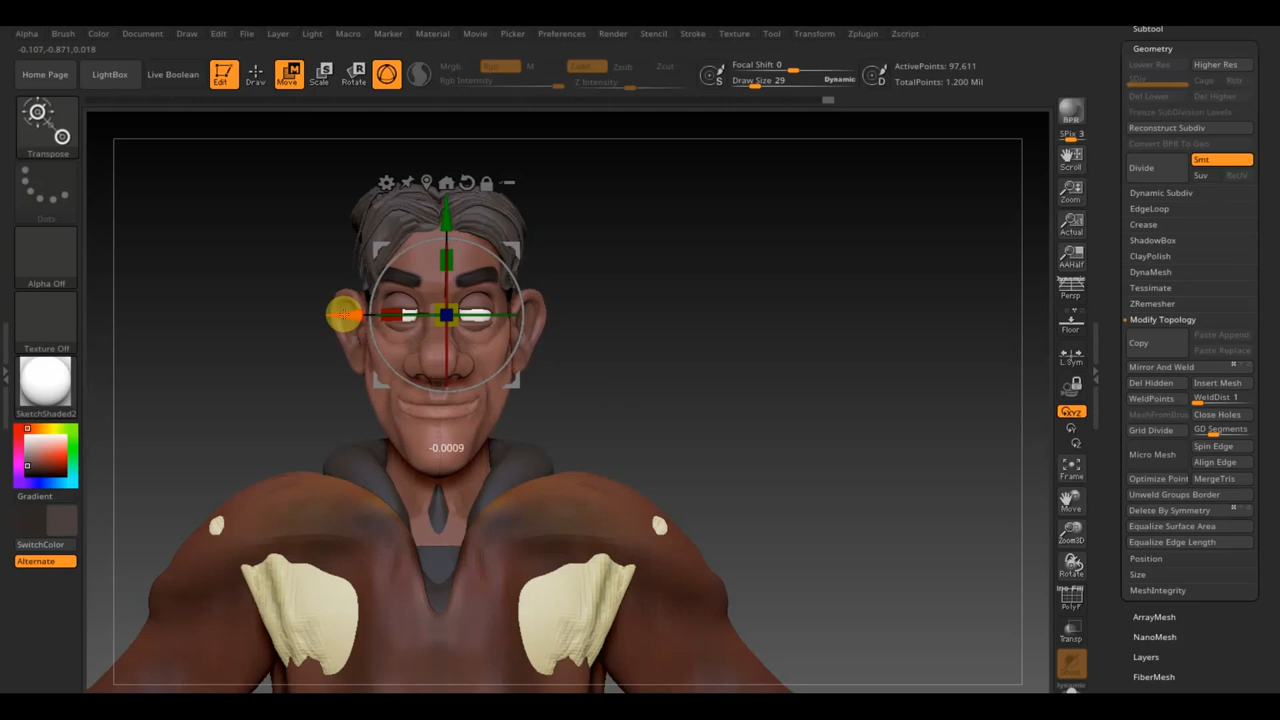 Alpha Brush Color Document Draw Edit File Layer Light Macro Marker Material Movie Picker Preferences Render Stencil Stroke Texture Tool Transform Zplugin Zscript
-0.107,-0.871,0.018
Home Page LightBox Live Boolean Edit Draw Move Scale Rotate
Mrgb Rgb M Zadd Zsub Zcut
Rgb Intensity Z Intensity
Focal Shift 0
Draw Size 29 Dynamic
S D
ActivePoints: 97,611
TotalPoints: 1.200 Mil
Transpose
Dots
Alpha Off
Texture Off
SketchShaded2
Gradient
SwitchColor
Alternate
-0.0009
BPR
SPix 3
Scroll
Zoom
Actual
AAHalf
Dynamic
Persp
Floor
L.Sym
XYZ
Frame
Move
Zoom3D
Rotate
PolyF
Transp
Dynamic
Subtool
Geometry
Lower Res Higher Res
SDiv Cage Rstr
Del Lower Del Higher
Freeze SubDivision Levels
Reconstruct Subdiv
Convert BPR To Geo
Divide Smt
Suv ReUV
Dynamic Subdiv
EdgeLoop
Crease
ShadowBox
ClayPolish
DynaMesh
Tessimate
ZRemesher
Modify Topology
Copy Paste Append
Paste Replace
Mirror And Weld
Del Hidden Insert Mesh
WeldPoints WeldDist 1
MeshFromBrus Close Holes
Grid Divide GD Segments
Micro Mesh Spin Edge
Align Edge
Optimize Point MergeTris
Unweld Groups Border
Delete By Symmetry
Equalize Surface Area
Equalize Edge Length
Position
Size
MeshIntegrity
ArrayMesh
NanoMesh
Layers
FiberMesh